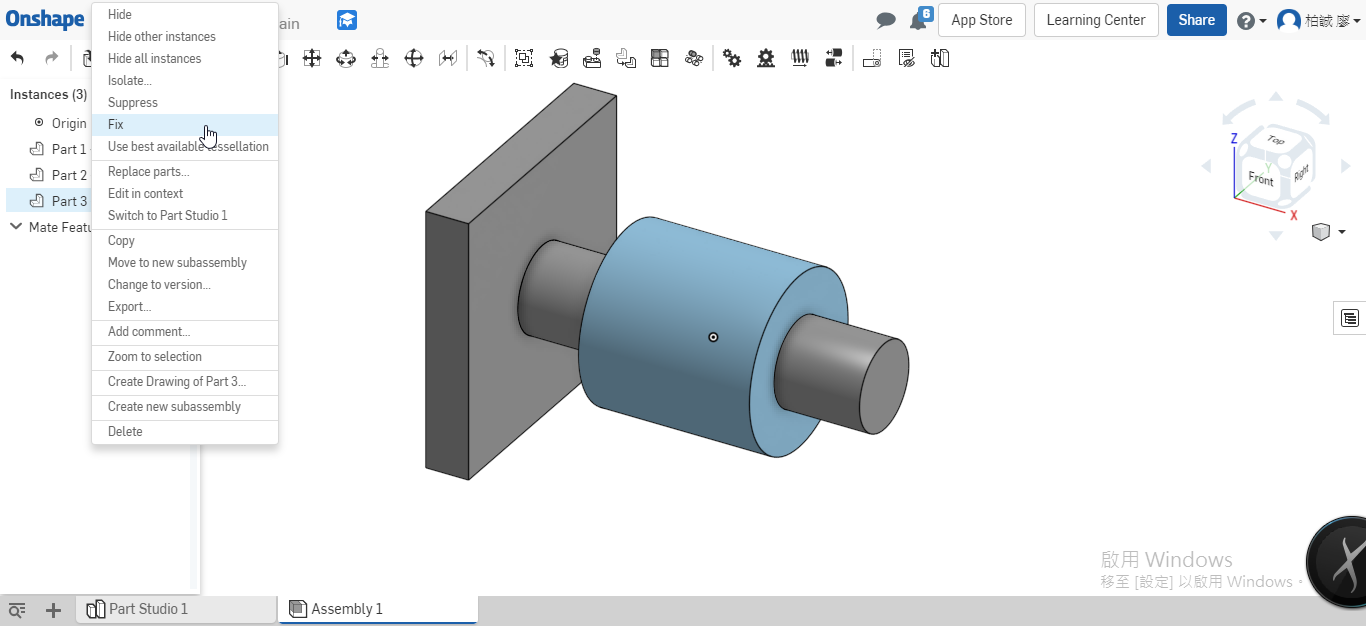 Onshape
ain
6
App Store
Learning Center
Share
柏誠 廖
Instances (3)
Origin
Part 1
Part 2
Part 3
Mate Featu
Hide
Hide other instances
Hide all instances
Isolate...
Suppress
Fix
Use best available tessellation
Replace parts...
Edit in context
Switch to Part Studio 1
Copy
Move to new subassembly
Change to version...
Export...
Add comment...
Zoom to selection
Create Drawing of Part 3...
Create new subassembly
Delete
Z
Top
Y
Front
Right
X
啟用 Windows
移至 [設定] 以啟用 Windows。
Part Studio 1
Assembly 1